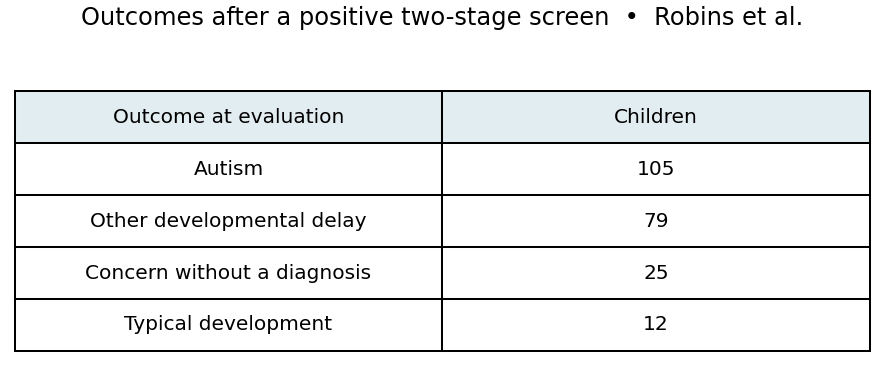 Outcomes after a positive two-stage screen • Robins et al.
Outcome at evaluation Children
Autism 105
Other developmental delay 79
Concern without a diagnosis 25
Typical development 12